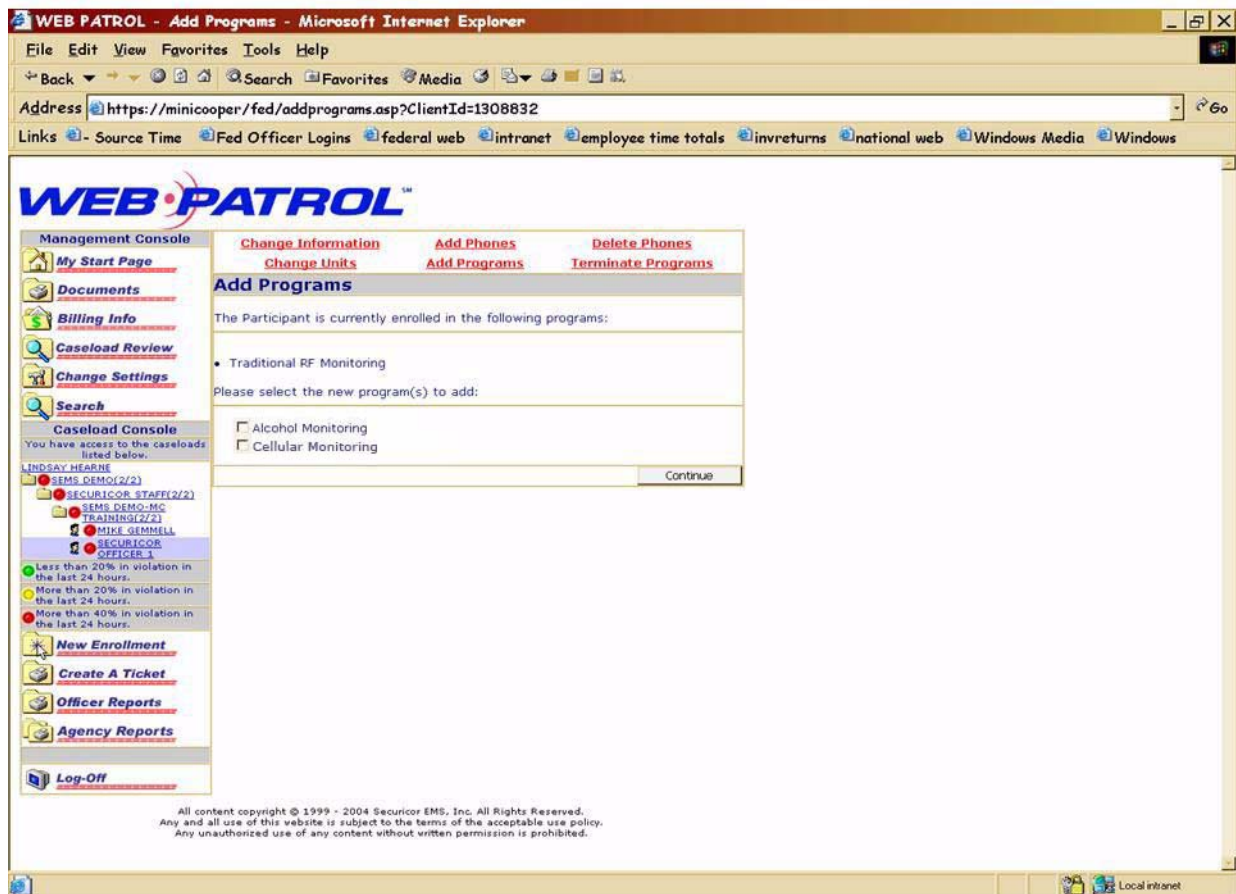 WEB PATROL - Add Programs - Microsoft Internet Explorer
File Edit View Favorites Tools Help
Back Search Favorites Media
Address https://minicooper/fed/addprograms.asp?ClientId=1308832 Go
Links - Source Time Fed Officer Logins federal web intranet employee time totals invreturns national web Windows Media Windows
WEB PATROL℠
Management Console
My Start Page
Documents
Billing Info
Caseload Review
Change Settings
Search
Caseload Console
You have access to the caseloads
listed below.
LINDSAY HEARNE
SEMS DEMO(2/2)
SECURICOR STAFF(2/2)
SEMS DEMO-MC
TRAINING(2/2)
MIKE GEMMELL
SECURICOR
OFFICER 1
Less than 20% in violation in
the last 24 hours.
More than 20% in violation in
the last 24 hours.
More than 40% in violation in
the last 24 hours.
New Enrollment
Create A Ticket
Officer Reports
Agency Reports
Log-Off
Change Information Add Phones Delete Phones
Change Units Add Programs Terminate Programs
Add Programs
The Participant is currently enrolled in the following programs:
• Traditional RF Monitoring
Please select the new program(s) to add:
Alcohol Monitoring
Cellular Monitoring
Continue
All content copyright © 1999 - 2004 Securicor EMS, Inc. All Rights Reserved.
Any and all use of this website is subject to the terms of the acceptable use policy.
Any unauthorized use of any content without written permission is prohibited.
Local intranet